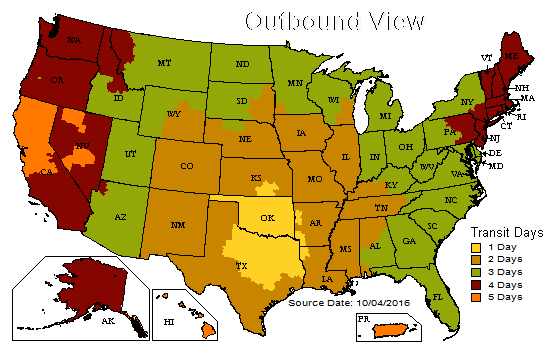 Outbound View
WA
MT
ND
MN
VT
ME
OR
ID
SD
WI
MI
NY
NH
MA
RI
CT
WY
NE
IA
PA
NJ
DE
MD
NV
UT
CO
KS
MO
IL
IN
OH
WV
VA
CA
KY
NC
AZ
NM
OK
AR
TN
SC
TX
LA
MS
AL
GA
FL
AK
HI
PR
Transit Days
1 Day
2 Days
3 Days
4 Days
5 Days
Source Date: 10/04/2016